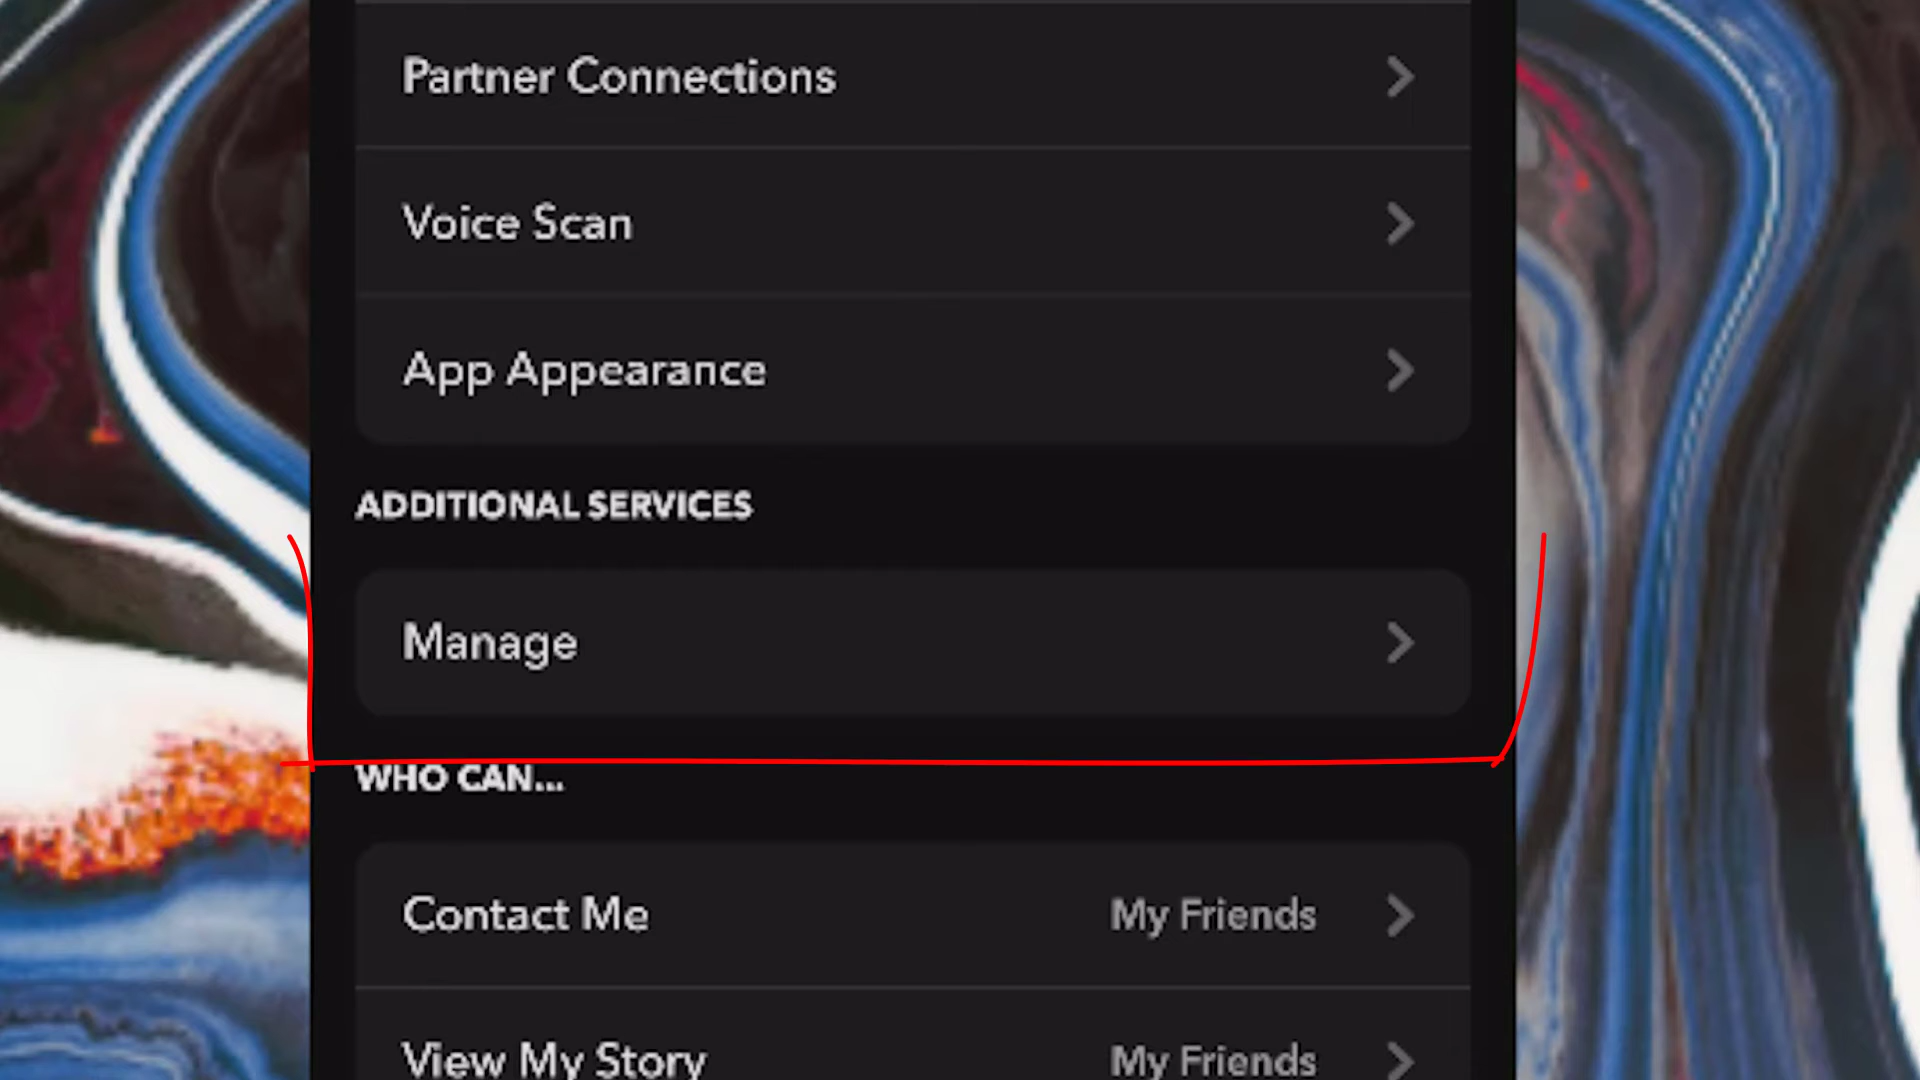 Partner Connections
Voice Scan
App Appearance
ADDITIONAL SERVICES
Manage
WHO CAN...
Contact Me My Friends
View My Story My Friends